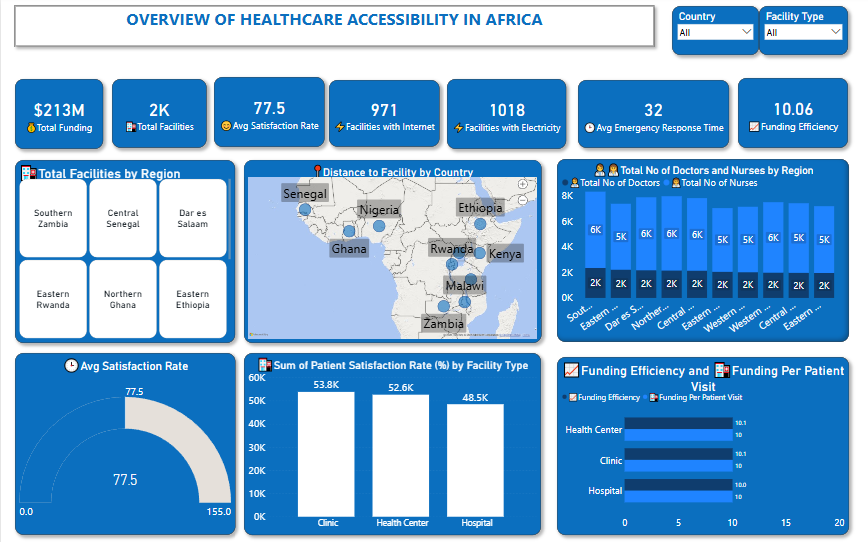 OVERVIEW OF HEALTHCARE ACCESSIBILITY IN AFRICA
Country
All
Facility Type
All
$213M
Total Funding
2K
Total Facilities
77.5
Avg Satisfaction Rate
971
Facilities with Internet
1018
Facilities with Electricity
32
Avg Emergency Response Time
10.06
Funding Efficiency
Total Facilities by Region
Southern
Zambia
Central
Senegal
Dar es
Salaam
Eastern
Rwanda
Northern
Ghana
Eastern
Ethiopia
Distance to Facility by Country
Senegal
Nigeria
Ethiopia
Ghana
Rwanda
Kenya
Malawi
Zambia
Total No of Doctors and Nurses by Region
Total No of Doctors
Total No of Nurses
8K
6K
4K
2K
0K
6K
5K
6K
6K
6K
5K
5K
6K
5K
5K
2K
2K
2K
2K
2K
2K
2K
2K
2K
2K
Sout...
Eastern ...
Dar es S...
Norther...
Central ...
Eastern ...
Western ...
Western ...
Central ...
Eastern ...
Avg Satisfaction Rate
77.5
77.5
0.0
155.0
Sum of Patient Satisfaction Rate (%) by Facility Type
60K
50K
40K
30K
20K
10K
0K
53.8K
52.6K
48.5K
Clinic
Health Center
Hospital
Funding Efficiency and Funding Per Patient
Visit
Funding Efficiency
Funding Per Patient Visit
Health Center
10.1
10
Clinic
10.1
10
Hospital
10.0
10
0
5
10
15
20